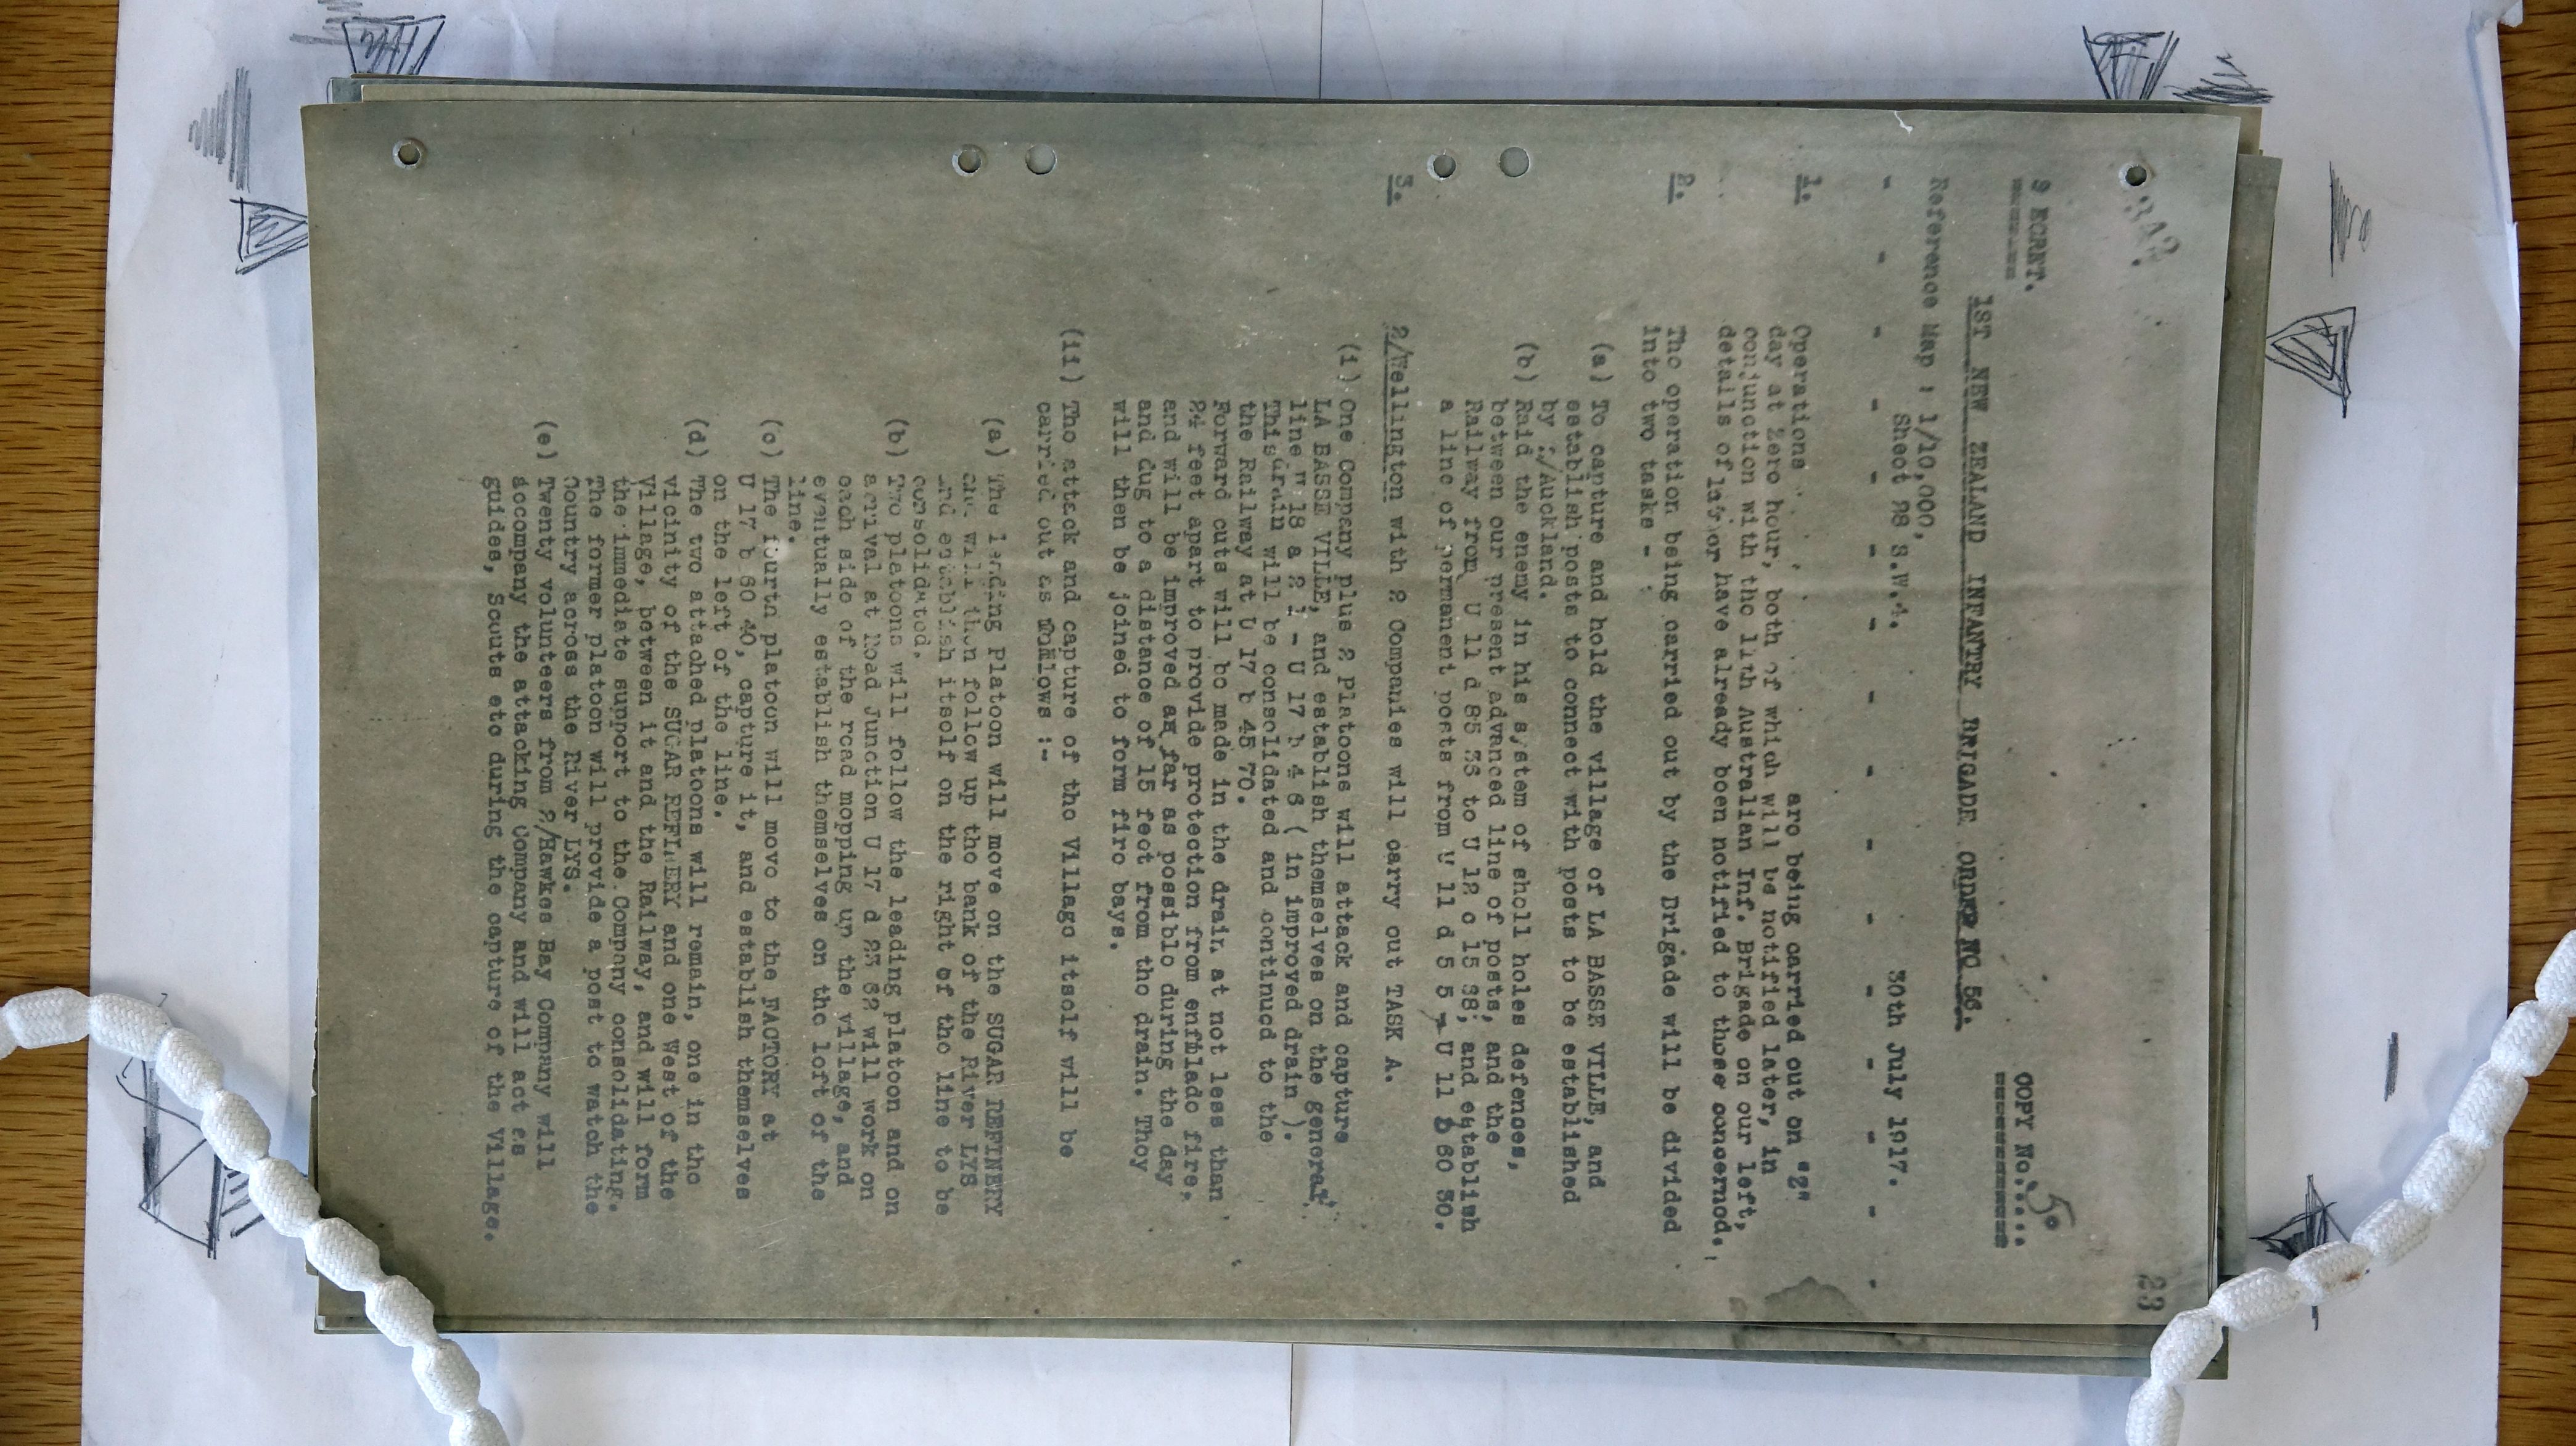 23
S ECRET.
COPY No......
50
1ST NEW ZEALAND INFANTRY BRIGADE ORDER NO 56.
Reference Map : 1/10,000,
Sheet 28 S.W.4.
30th July 1917.
- - - - - - - - - - - - - - - -
1. Operations are being carried out on "Z"
day at Zero hour, both of which will be notified later, in
conjunction with the 11th Australian Inf. Brigade on our left,
details of latter have already been notified to those concerned.
2. The operation being carried out by the Brigade will be divided
into two tasks -
(a) To capture and hold the village of LA BASSE VILLE, and
establish posts to connect with posts to be established
by /Auckland.
(b) Raid the enemy in his system of shell holes defences,
between our present advanced line of posts, and the
Railway from U 11 d 85 33 to U 12 c 15 38; and establish
a line of permanent posts from U 11 d 5 5 - U 11 b 60 30.
3. 2/Wellington with 2 Companies will carry out TASK A.
(i) One Company plus 2 Platoons will attack and capture
LA BASSE VILLE, and establish themselves on the general
line U 18 a 2 1 - U 17 b 4 6 ( in improved drain ).
This drain will be consolidated and continued to the
the Railway at U 17 b 45 70.
Forward cuts will be made in the drain at not less than
24 feet apart to provide protection from enfilade fire,
and will be improved as far as possible during the day
and dug to a distance of 15 feet from the drain. They
will then be joined to form fire bays.
(ii) The attack and capture of the Village itself will be
carried out as follows :-
(a) The leading Platoon will move on the SUGAR REFINERY
and will then follow up the bank of the River LYS
and establish itself on the right of the line to be
consolidated.
(b) Two platoons will follow the leading platoon and on
arrival at Road Junction U 17 d 23 62 will work on
each side of the road mopping up the village, and
eventually establish themselves on the left of the
line.
(c) The fourth platoon will move to the FACTORY at
U 17 b 60 40, capture it, and establish themselves
on the left of the line.
(d) The two attached platoons will remain, one in the
vicinity of the SUGAR REFINERY and one West of the
Village, between it and the Railway, and will form
the immediate support to the Company consolidating.
The former platoon will provide a post to watch the
Country across the River LYS.
(e) Twenty volunteers from 2/Hawkes Bay Company will
accompany the attacking Company and will act as
guides, Scouts etc during the capture of the Village.